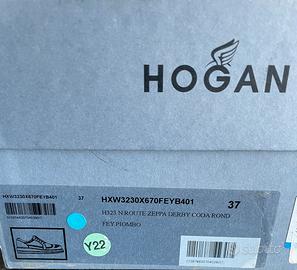 HOGAN
HXW3230X670FEYB401
37
HXW3230X670FEYB401
37
H323 N ROUTE ZEPPA DERBY CODA ROND
FEY.PIOMBO
Y22